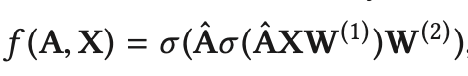 f(A, X) = σ(Âσ(ÂXW⁽¹⁾)W⁽²⁾),